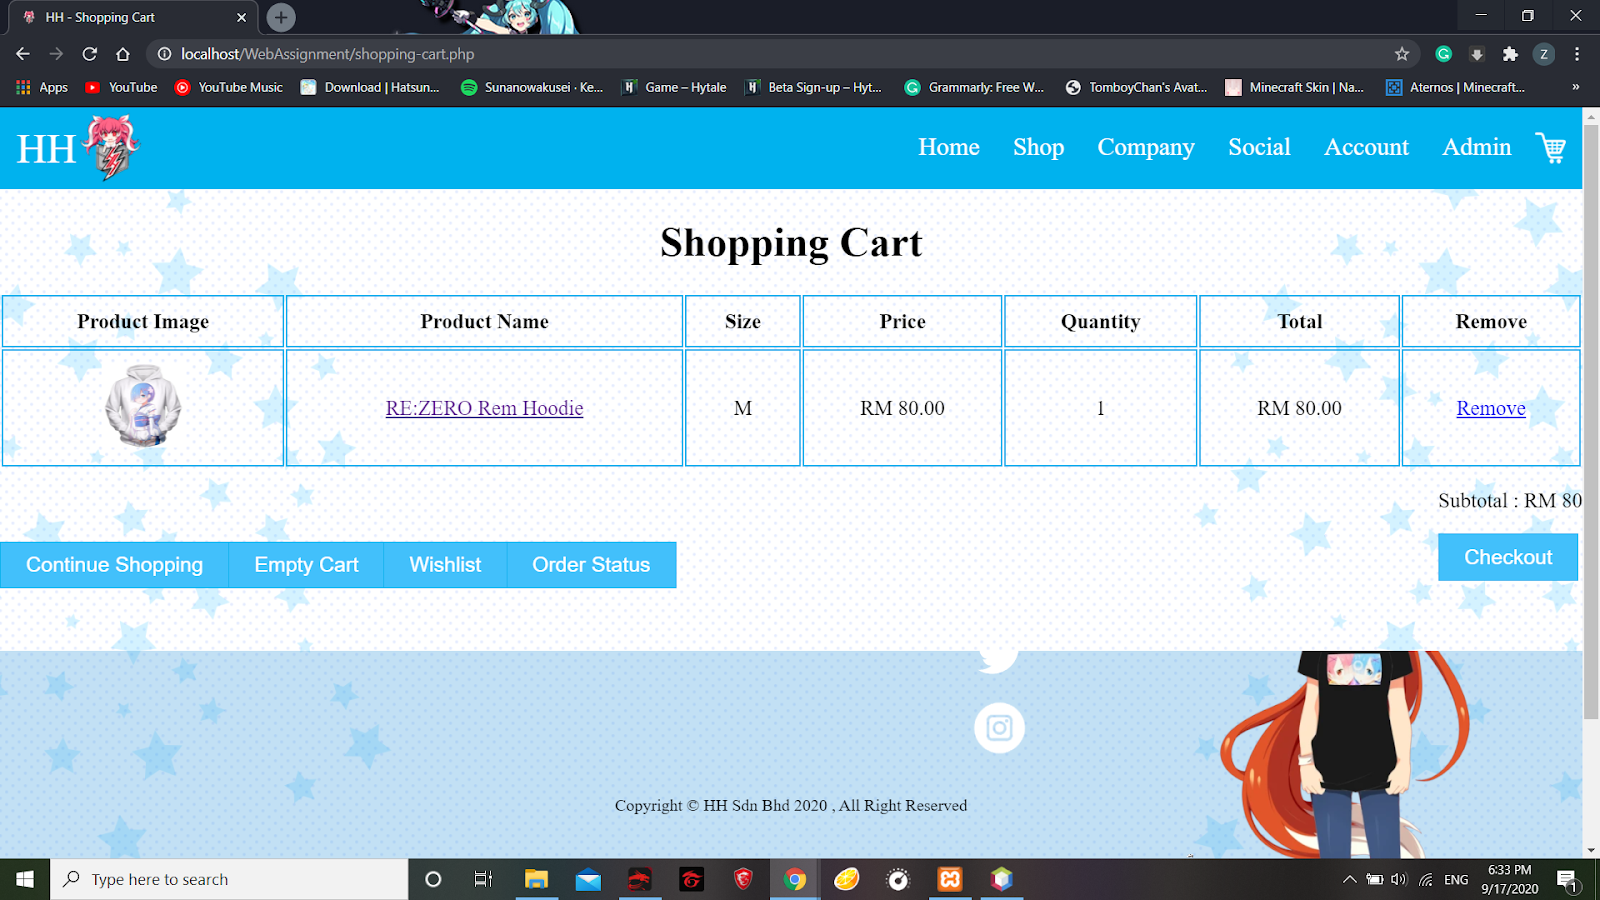 HH - Shopping Cart
localhost/WebAssignment/shopping-cart.php
Z
Apps YouTube YouTube Music Download | Hatsun... Sunanowakusei · Ke... Game – Hytale Beta Sign-up – Hyt... Grammarly: Free W... TomboyChan's Avat... Minecraft Skin | Na... Aternos | Minecraft... »
HH Home Shop Company Social Account Admin
Shopping Cart
Product Image Product Name Size Price Quantity Total Remove
RE:ZERO Rem Hoodie M RM 80.00 1 RM 80.00 Remove
Subtotal : RM 80
Continue Shopping Empty Cart Wishlist Order Status Checkout
Copyright © HH Sdn Bhd 2020 , All Right Reserved
Type here to search
ENG
6:33 PM
9/17/2020
1